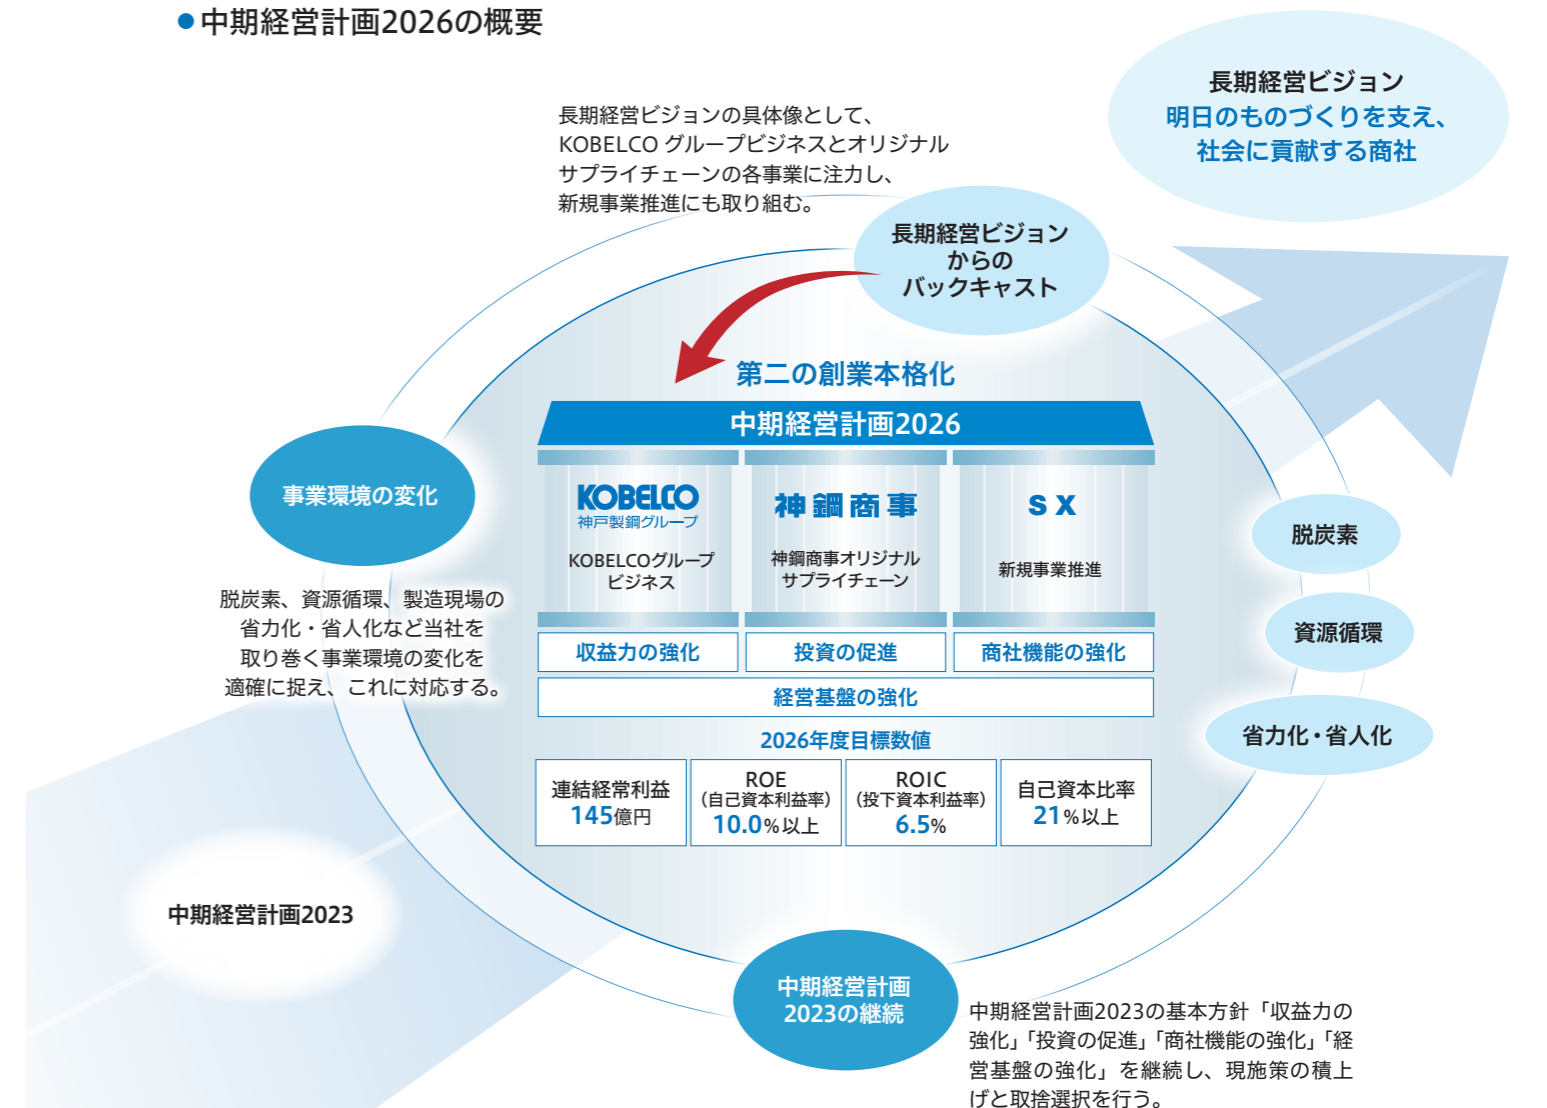 ●中期経営計画2026の概要
長期経営ビジョン
明日のものづくりを支え、
社会に貢献する商社
長期経営ビジョンの具体像として、
KOBELCO グループビジネスとオリジナル
サプライチェーンの各事業に注力し、
新規事業推進にも取り組む。
長期経営ビジョン
からの
バックキャスト
第二の創業本格化
中期経営計画2026
事業環境の変化
脱炭素、資源循環、製造現場の
省力化・省人化など当社を
取り巻く事業環境の変化を
適確に捉え、これに対応する。
KOBELCO
神戸製鋼グループ
KOBELCOグループ
ビジネス
神鋼商事
神鋼商事オリジナル
サプライチェーン
SX
新規事業推進
脱炭素
資源循環
省力化・省人化
収益力の強化
投資の促進
商社機能の強化
経営基盤の強化
2026年度目標数値
連結経常利益
145億円
ROE
（自己資本利益率）
10.0％以上
ROIC
（投下資本利益率）
6.5％
自己資本比率
21％以上
中期経営計画2023
中期経営計画
2023の継続
中期経営計画2023の基本方針「収益力の
強化」「投資の促進」「商社機能の強化」「経
営基盤の強化」を継続し、現施策の積上
げと取捨選択を行う。